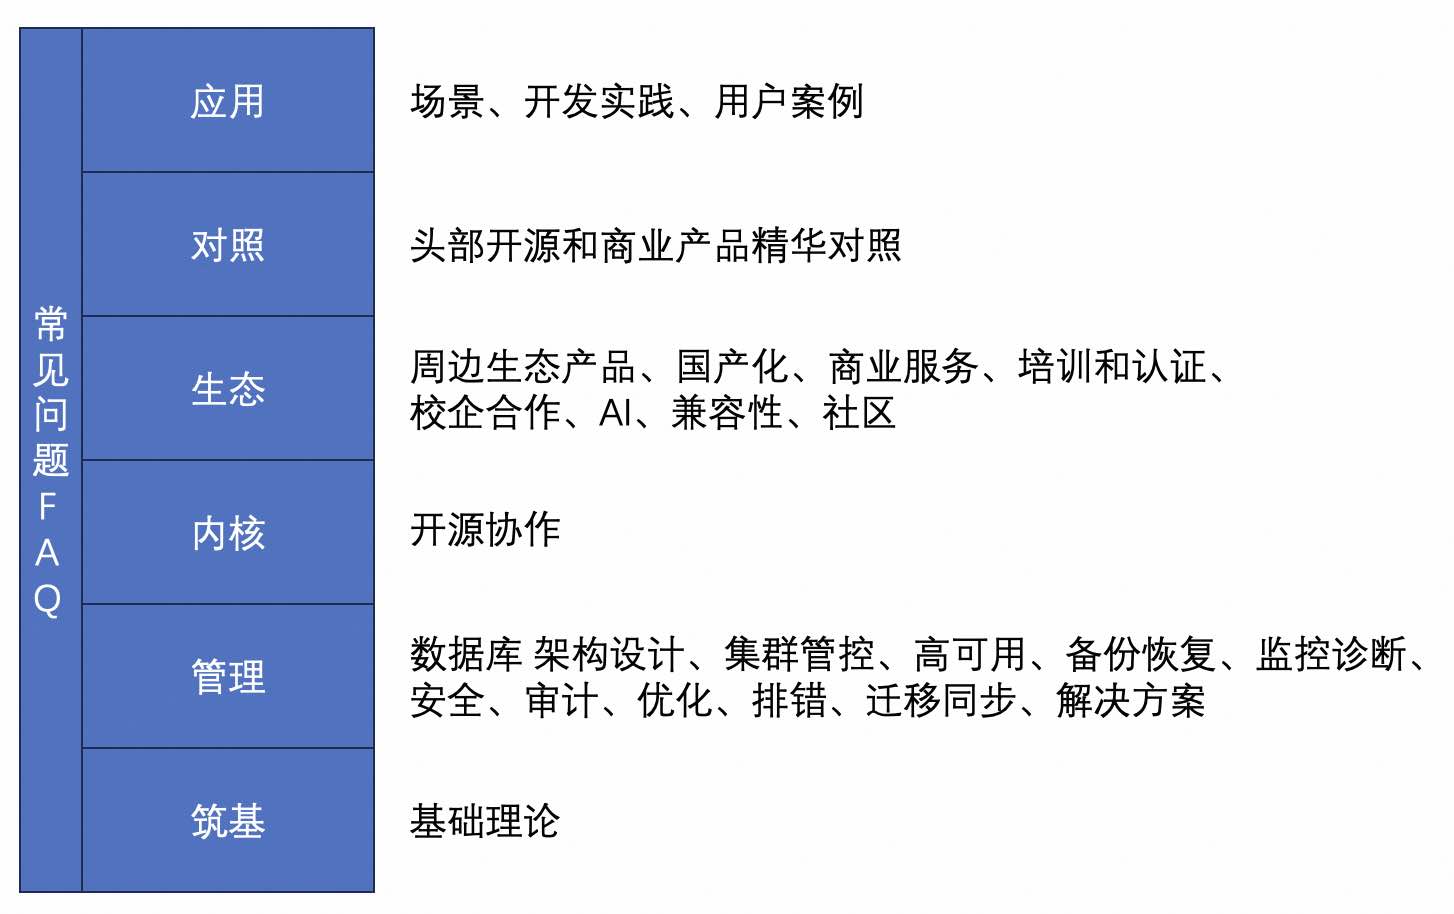 常见问题FAQ
应用
场景、开发实践、用户案例
对照
头部开源和商业产品精华对照
生态
周边生态产品、国产化、商业服务、培训和认证、
校企合作、AI、兼容性、社区
内核
开源协作
管理
数据库 架构设计、集群管控、高可用、备份恢复、监控诊断、
安全、审计、优化、排错、迁移同步、解决方案
筑基
基础理论